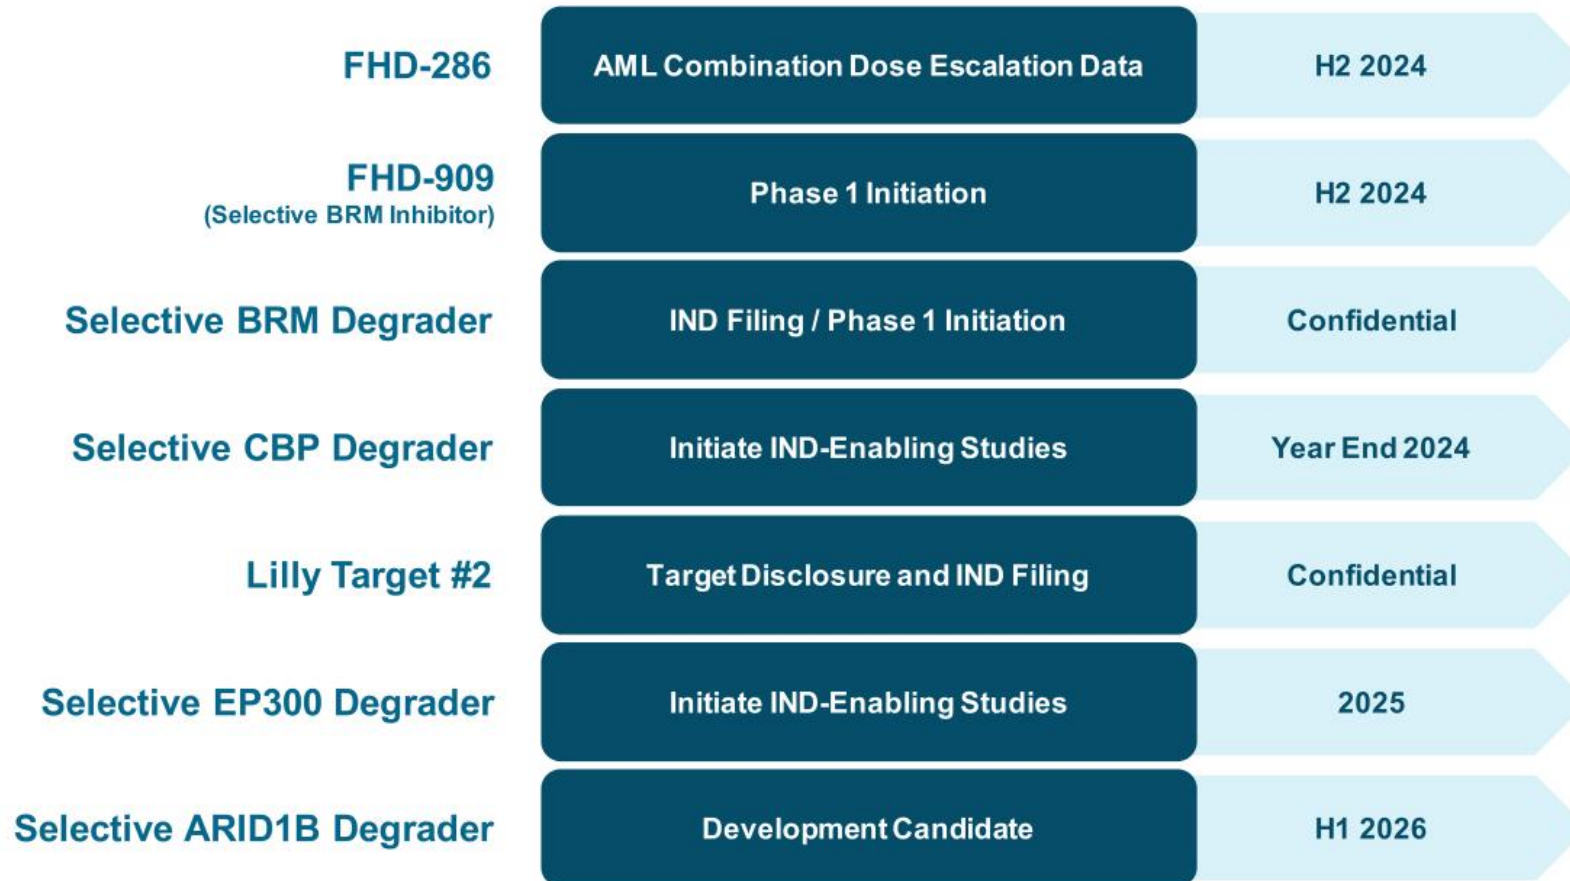 FHD-286
AML Combination Dose Escalation Data
H2 2024
FHD-909
(Selective BRM Inhibitor)
Phase 1 Initiation
H2 2024
Selective BRM Degrader
IND Filing / Phase 1 Initiation
Confidential
Selective CBP Degrader
Initiate IND-Enabling Studies
Year End 2024
Lilly Target #2
Target Disclosure and IND Filing
Confidential
Selective EP300 Degrader
Initiate IND-Enabling Studies
2025
Selective ARID1B Degrader
Development Candidate
H1 2026